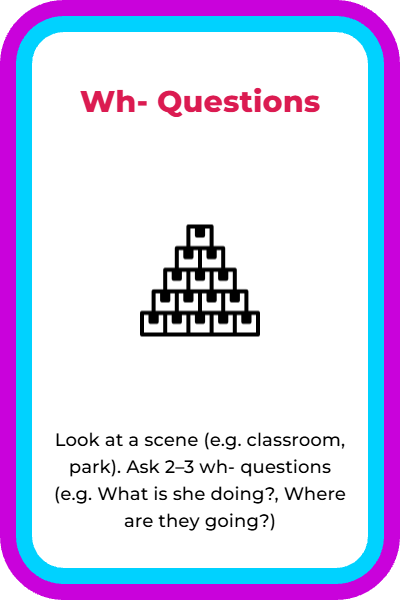 Wh- Questions
Look at a scene (e.g. classroom,
park). Ask 2–3 wh- questions
(e.g. What is she doing?, Where
are they going?)